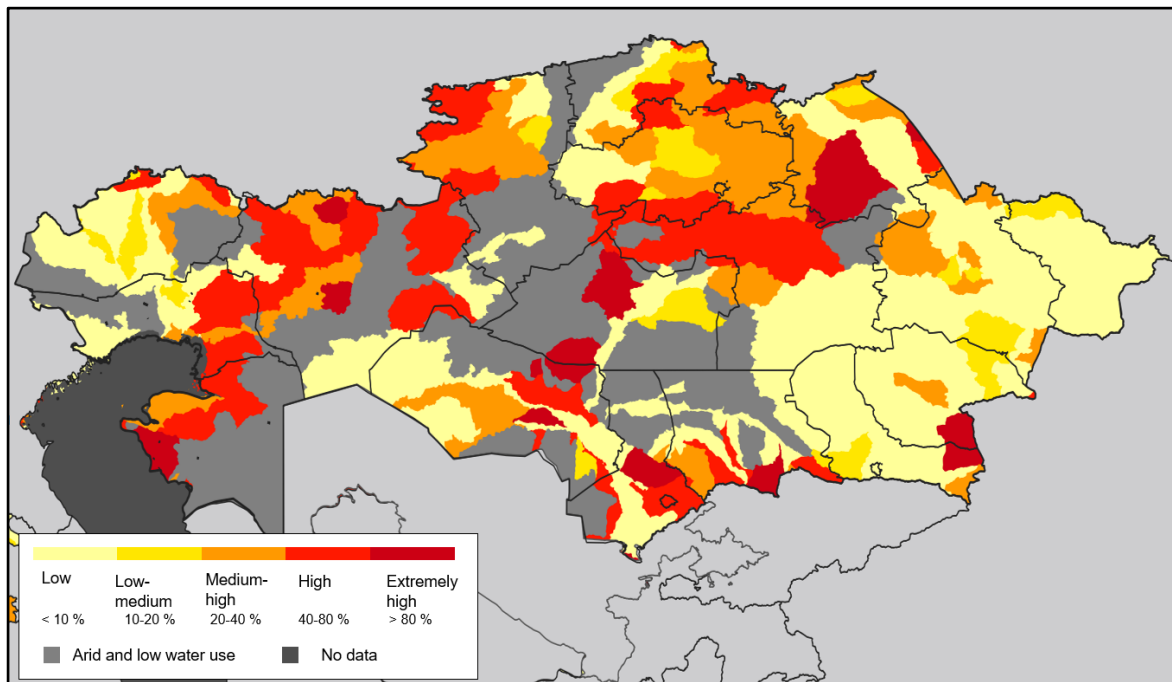 Low
Low-
medium
Medium-
high
High
Extremely
high
< 10 %
10-20 %
20-40 %
40-80 %
> 80 %
Arid and low water use
No data